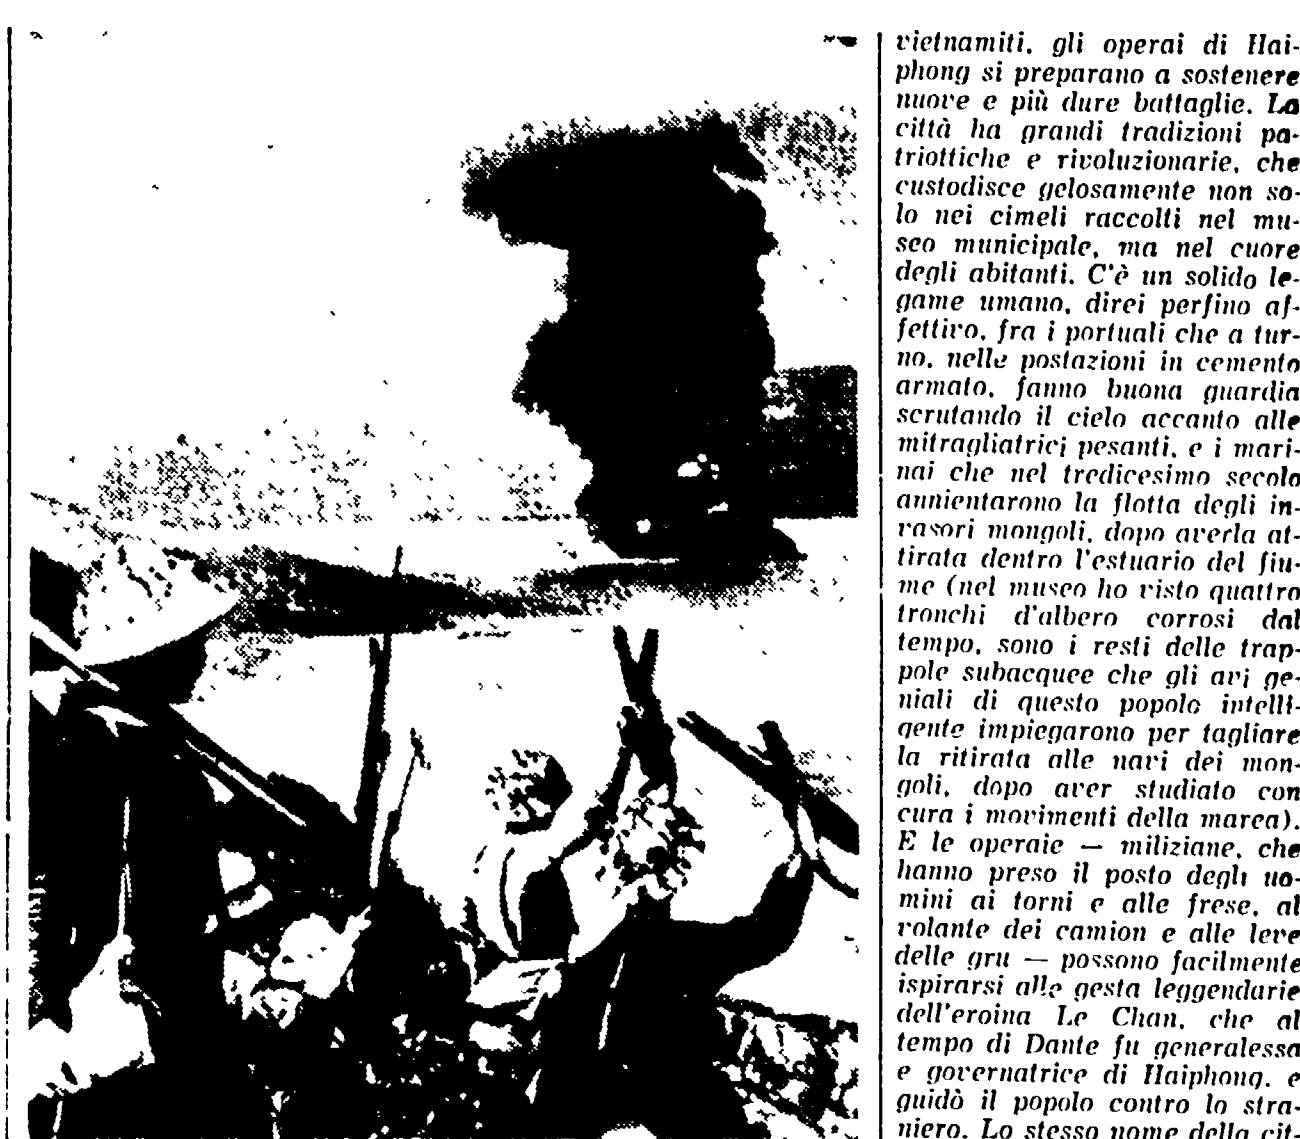 vietnamiti, gli operai di Hai-
phong si preparano a sostenere
nuove e più dure battaglie. La
città ha grandi tradizioni pa-
triottiche e rivoluzionarie, che
custodisce gelosamente non so-
lo nei cimeli raccolti nel mu-
seo municipale, ma nel cuore
degli abitanti. C'è un solido le-
game umano, direi perfino af-
fettivo, fra i portuali che a tur-
no, nelle postazioni in cemento
armato, fanno buona guardia
scrutando il cielo accanto alle
mitragliatrici pesanti, e i mari-
nai che nel tredicesimo secolo
annientarono la flotta degli in-
vasori mongoli, dopo averla at-
tirata dentro l'estuario del fiu-
me (nel museo ho visto quattro
tronchi d'albero corrosi dal
tempo, sono i resti delle trap-
pole subacquee che gli avi ge-
niali di questo popolo intelli-
gente impiegarono per tagliare
la ritirata alle navi dei mon-
goli, dopo aver studiato con
cura i movimenti della marea).
E le operaie — miliziane, che
hanno preso il posto degli uo-
mini ai torni e alle frese, al
volante dei camion e alle leve
delle gru — possono facilmente
ispirarsi alle gesta leggendarie
dell'eroina Le Chan, che al
tempo di Dante fu generalessa
e governatrice di Haiphong, e
guidò il popolo contro lo stra-
niero. Lo stesso nome della cit-